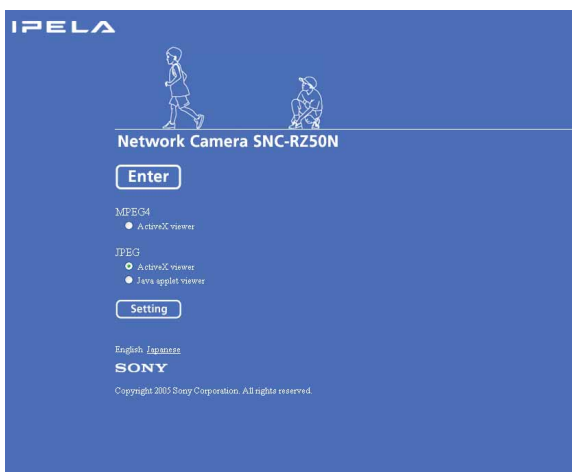 IPELA
Network Camera SNC-RZ50N
Enter
MPEG4
ActiveX viewer
JPEG
ActiveX viewer
Java applet viewer
Setting
English Japanese
SONY
Copyright 2005 Sony Corporation. All rights reserved.